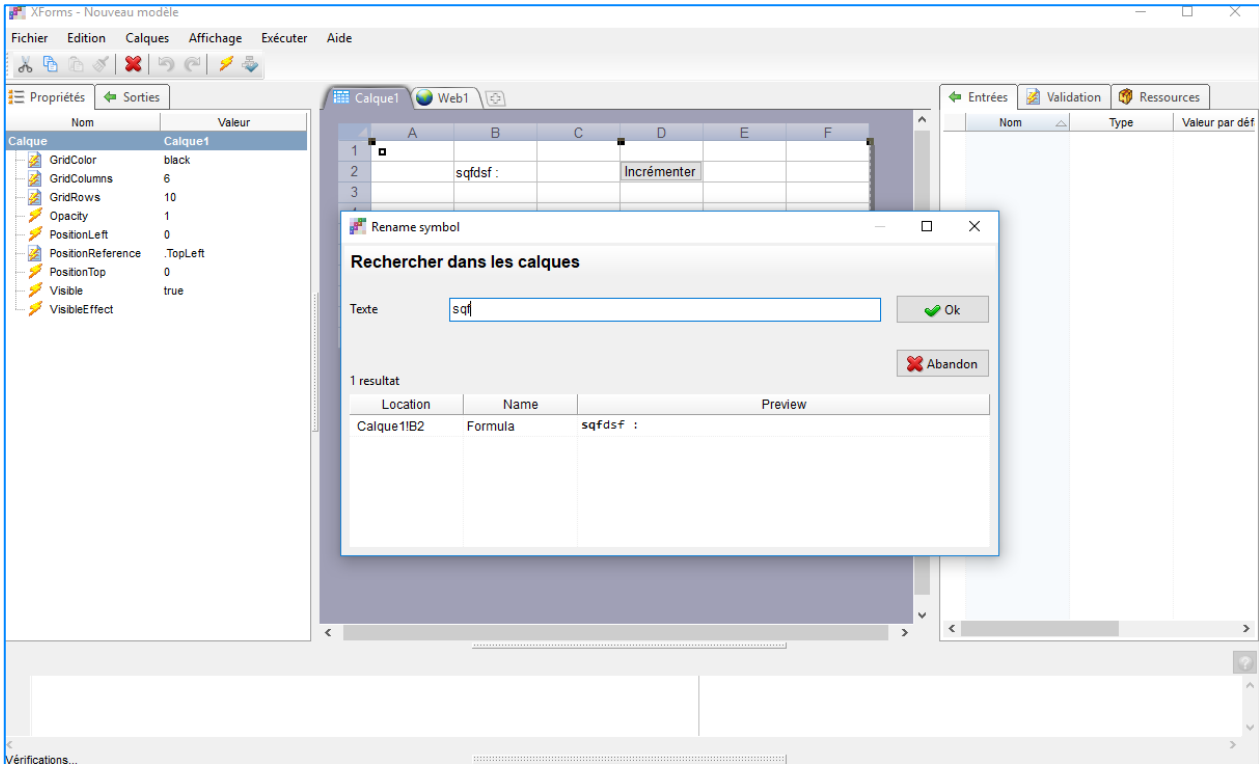 XForms - Nouveau modèle
Fichier Edition Calques Affichage Exécuter Aide
Propriétés Sorties
Nom Valeur
Calque Calque1
GridColor black
GridColumns 6
GridRows 10
Opacity 1
PositionLeft 0
PositionReference .TopLeft
PositionTop 0
Visible true
VisibleEffect
Calque1 Web1
A B C D E F
1
2 sqfdsf : Incrémenter
3
Rename symbol
Rechercher dans les calques
Texte sqf Ok
Abandon
1 resultat
Location Name Preview
Calque1!B2 Formula sqfdsf :
Entrées Validation Ressources
Nom Type Valeur par déf
Vérifications...